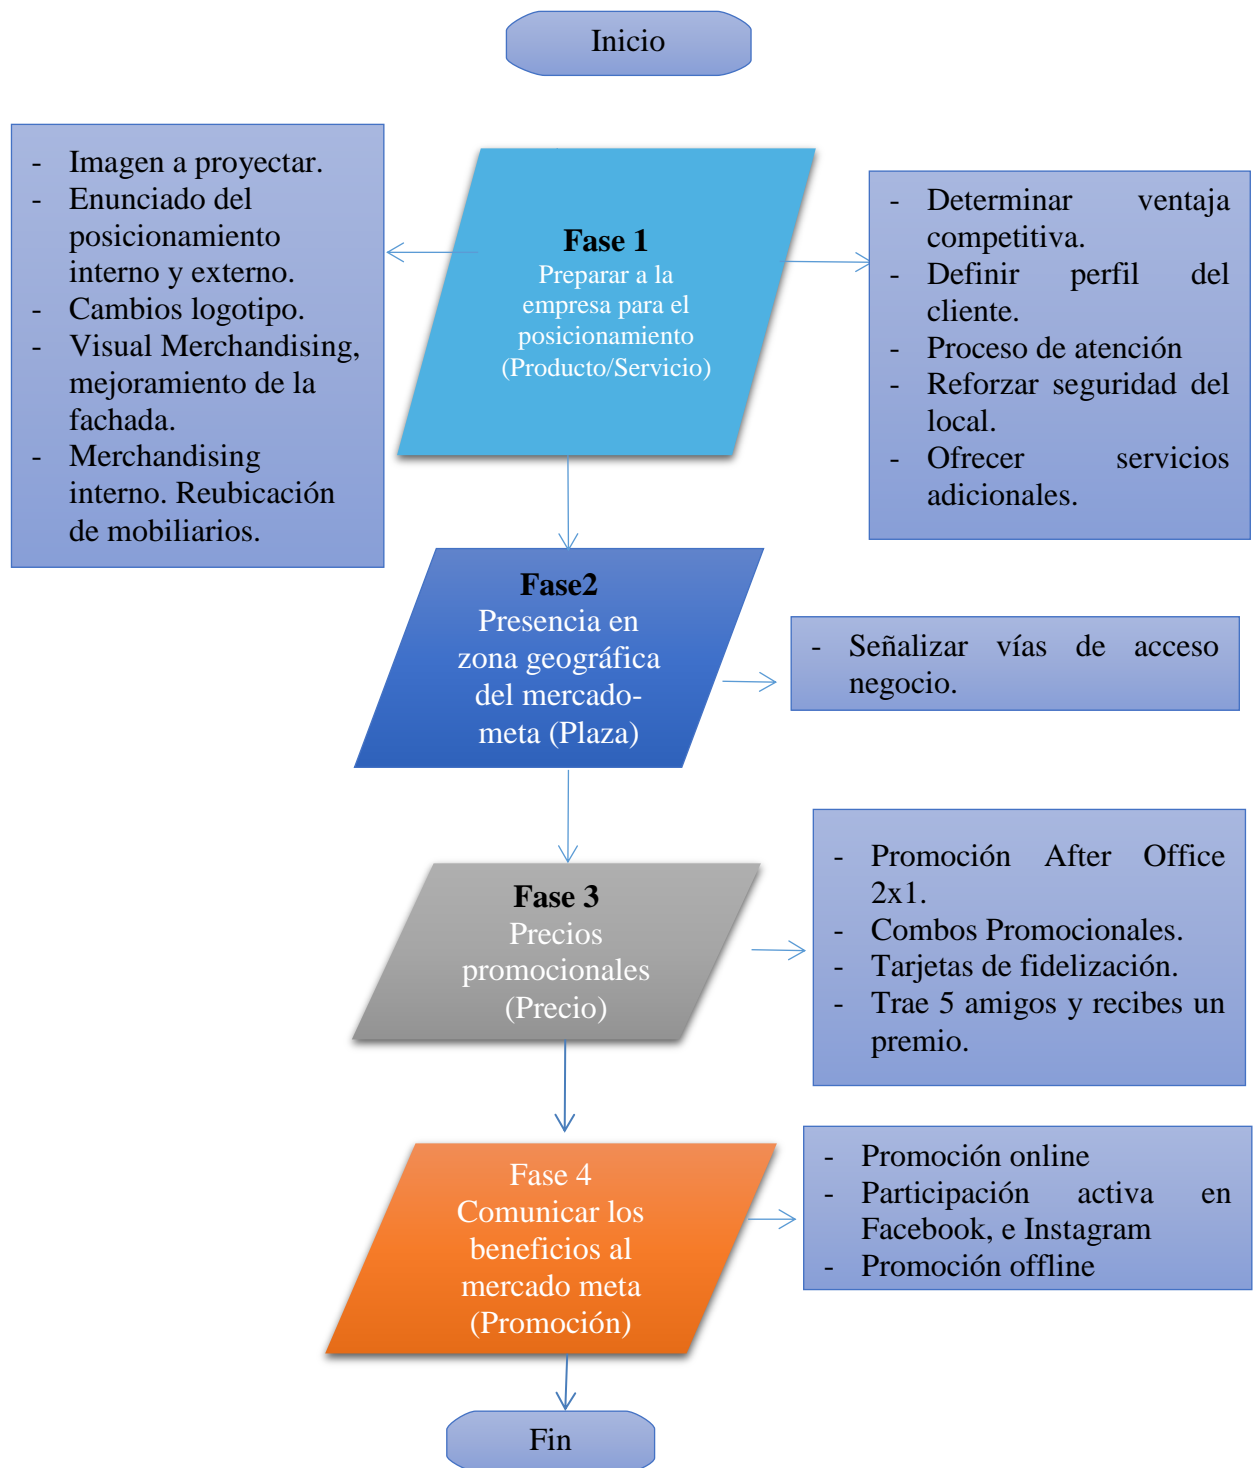 Inicio
- Imagen a proyectar.
- Enunciado del
posicionamiento
interno y externo.
- Cambios logotipo.
- Visual Merchandising,
mejoramiento de la
fachada.
- Merchandising
interno. Reubicación
de mobiliarios.
Fase 1
Preparar a la
empresa para el
posicionamiento
(Producto/Servicio)
- Determinar ventaja
competitiva.
- Definir perfil del
cliente.
- Proceso de atención
- Reforzar seguridad del
local.
- Ofrecer servicios
adicionales.
Fase2
Presencia en
zona geográfica
del mercado-
meta (Plaza)
- Señalizar vías de acceso
negocio.
Fase 3
Precios
promocionales
(Precio)
- Promoción After Office
2x1.
- Combos Promocionales.
- Tarjetas de fidelización.
- Trae 5 amigos y recibes un
premio.
Fase 4
Comunicar los
beneficios al
mercado meta
(Promoción)
- Promoción online
- Participación activa en
Facebook, e Instagram
- Promoción offline
Fin